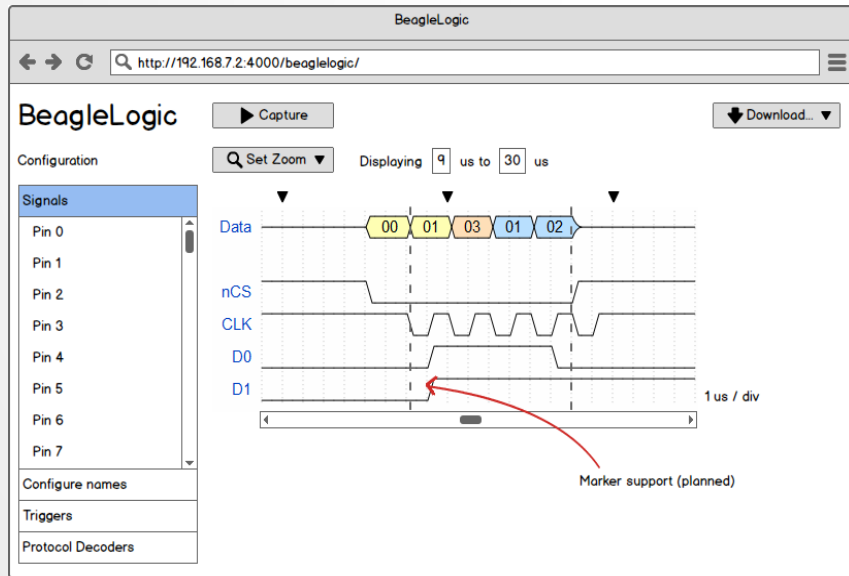 BeagleLogic
http://192.168.7.2:4000/beaglelogic/
BeagleLogic
Capture
Download...
Configuration
Set Zoom
Displaying 9 us to 30 us
Signals
Pin 0
Pin 1
Pin 2
Pin 3
Pin 4
Pin 5
Pin 6
Pin 7
Configure names
Triggers
Protocol Decoders
Data 00 01 03 01 02
nCS
CLK
D0
D1
1 us / div
Marker support (planned)